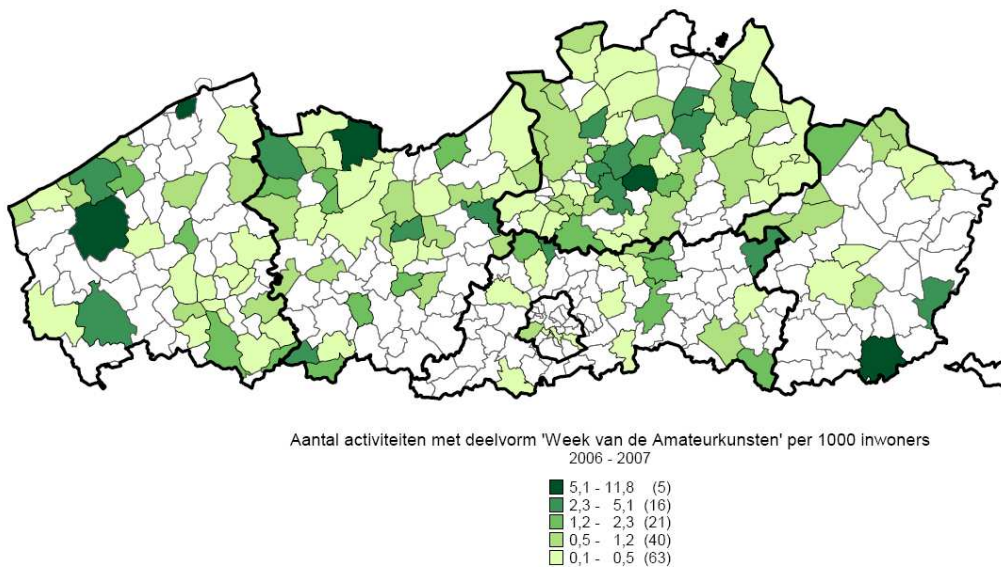 Aantal activiteiten met deelvorm 'Week van de Amateurkunsten' per 1000 inwoners
2006 - 2007
5,1 - 11,8 (5)
2,3 - 5,1 (16)
1,2 - 2,3 (21)
0,5 - 1,2 (40)
0,1 - 0,5 (63)